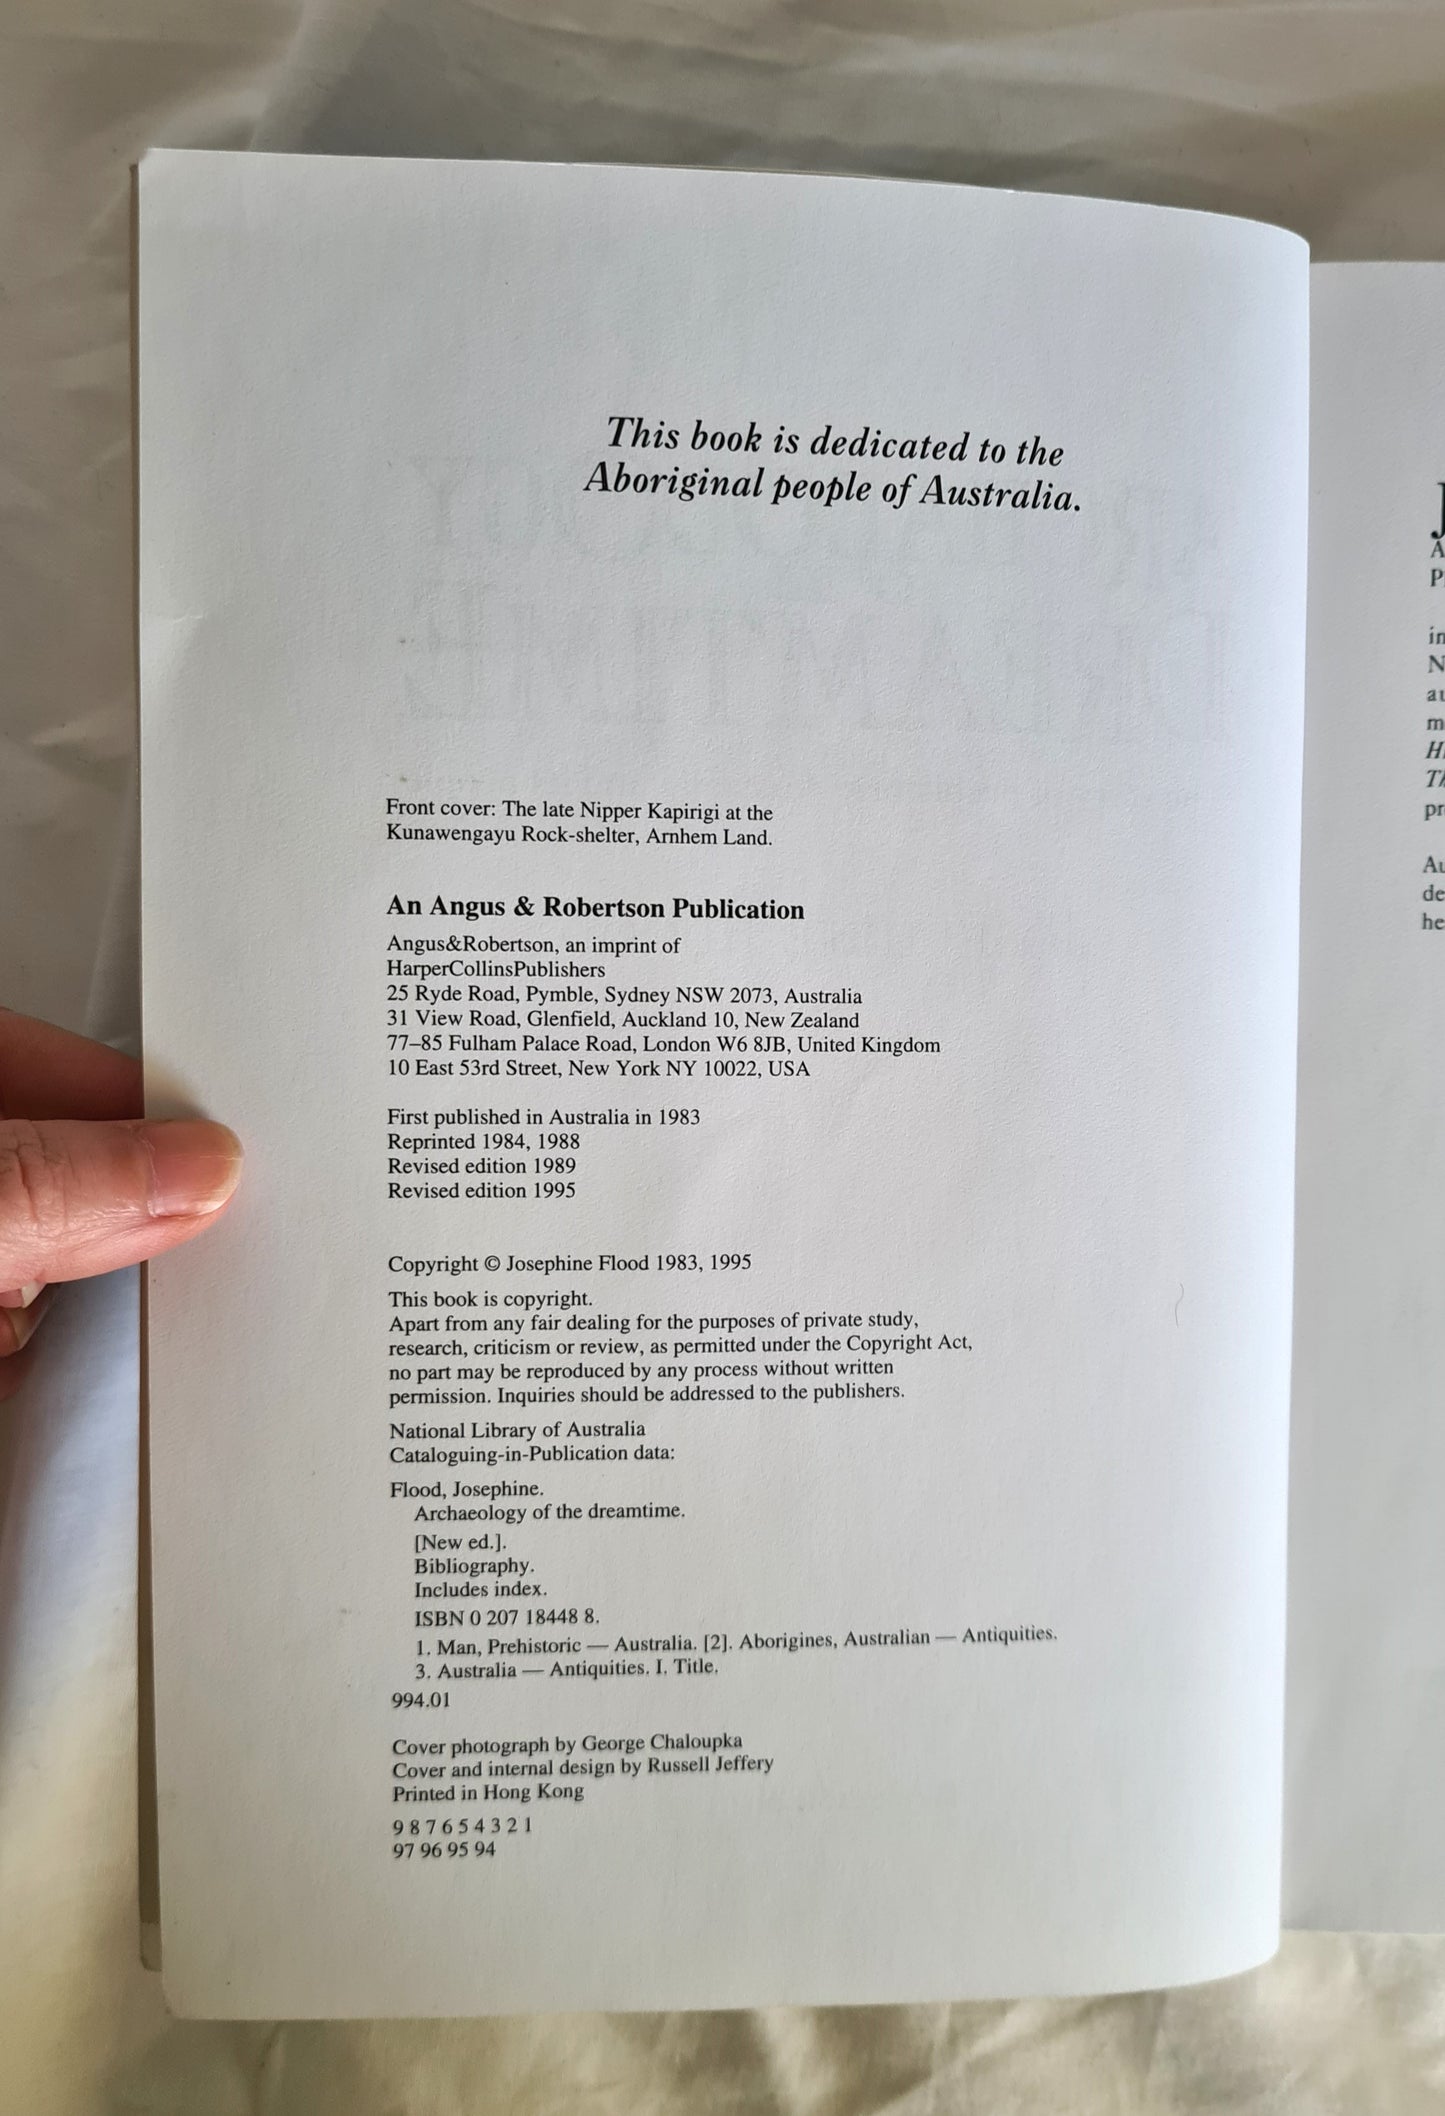 This book is dedicated to the
Aboriginal people of Australia.
Front cover: The late Nipper Kapirigi at the
Kunawengayu Rock-shelter, Arnhem Land.
An Angus & Robertson Publication
Angus&Robertson, an imprint of
HarperCollinsPublishers
25 Ryde Road, Pymble, Sydney NSW 2073, Australia
31 View Road, Glenfield, Auckland 10, New Zealand
77–85 Fulham Palace Road, London W6 8JB, United Kingdom
10 East 53rd Street, New York NY 10022, USA
First published in Australia in 1983
Reprinted 1984, 1988
Revised edition 1989
Revised edition 1995
Copyright © Josephine Flood 1983, 1995
This book is copyright.
Apart from any fair dealing for the purposes of private study,
research, criticism or review, as permitted under the Copyright Act,
no part may be reproduced by any process without written
permission. Inquiries should be addressed to the publishers.
National Library of Australia
Cataloguing-in-Publication data:
Flood, Josephine.
Archaeology of the dreamtime.
[New ed.].
Bibliography.
Includes index.
ISBN 0 207 18448 8.
1. Man, Prehistoric — Australia. [2]. Aborigines, Australian — Antiquities.
3. Australia — Antiquities. I. Title.
994.01
Cover photograph by George Chaloupka
Cover and internal design by Russell Jeffery
Printed in Hong Kong
9 8 7 6 5 4 3 2 1
97 96 95 94